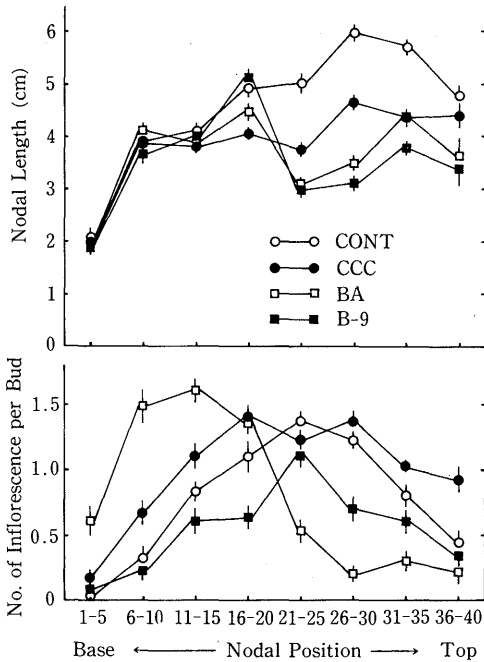 Nodal Length (cm)
6
5
4
3
2
1
0
CONT
CCC
BA
B-9
No. of Inflorescence per Bud
1.5
1.0
0.5
0
1-5 6-10 11-15 16-20 21-25 26-30 31-35 36-40
Base ← Nodal Position → Top